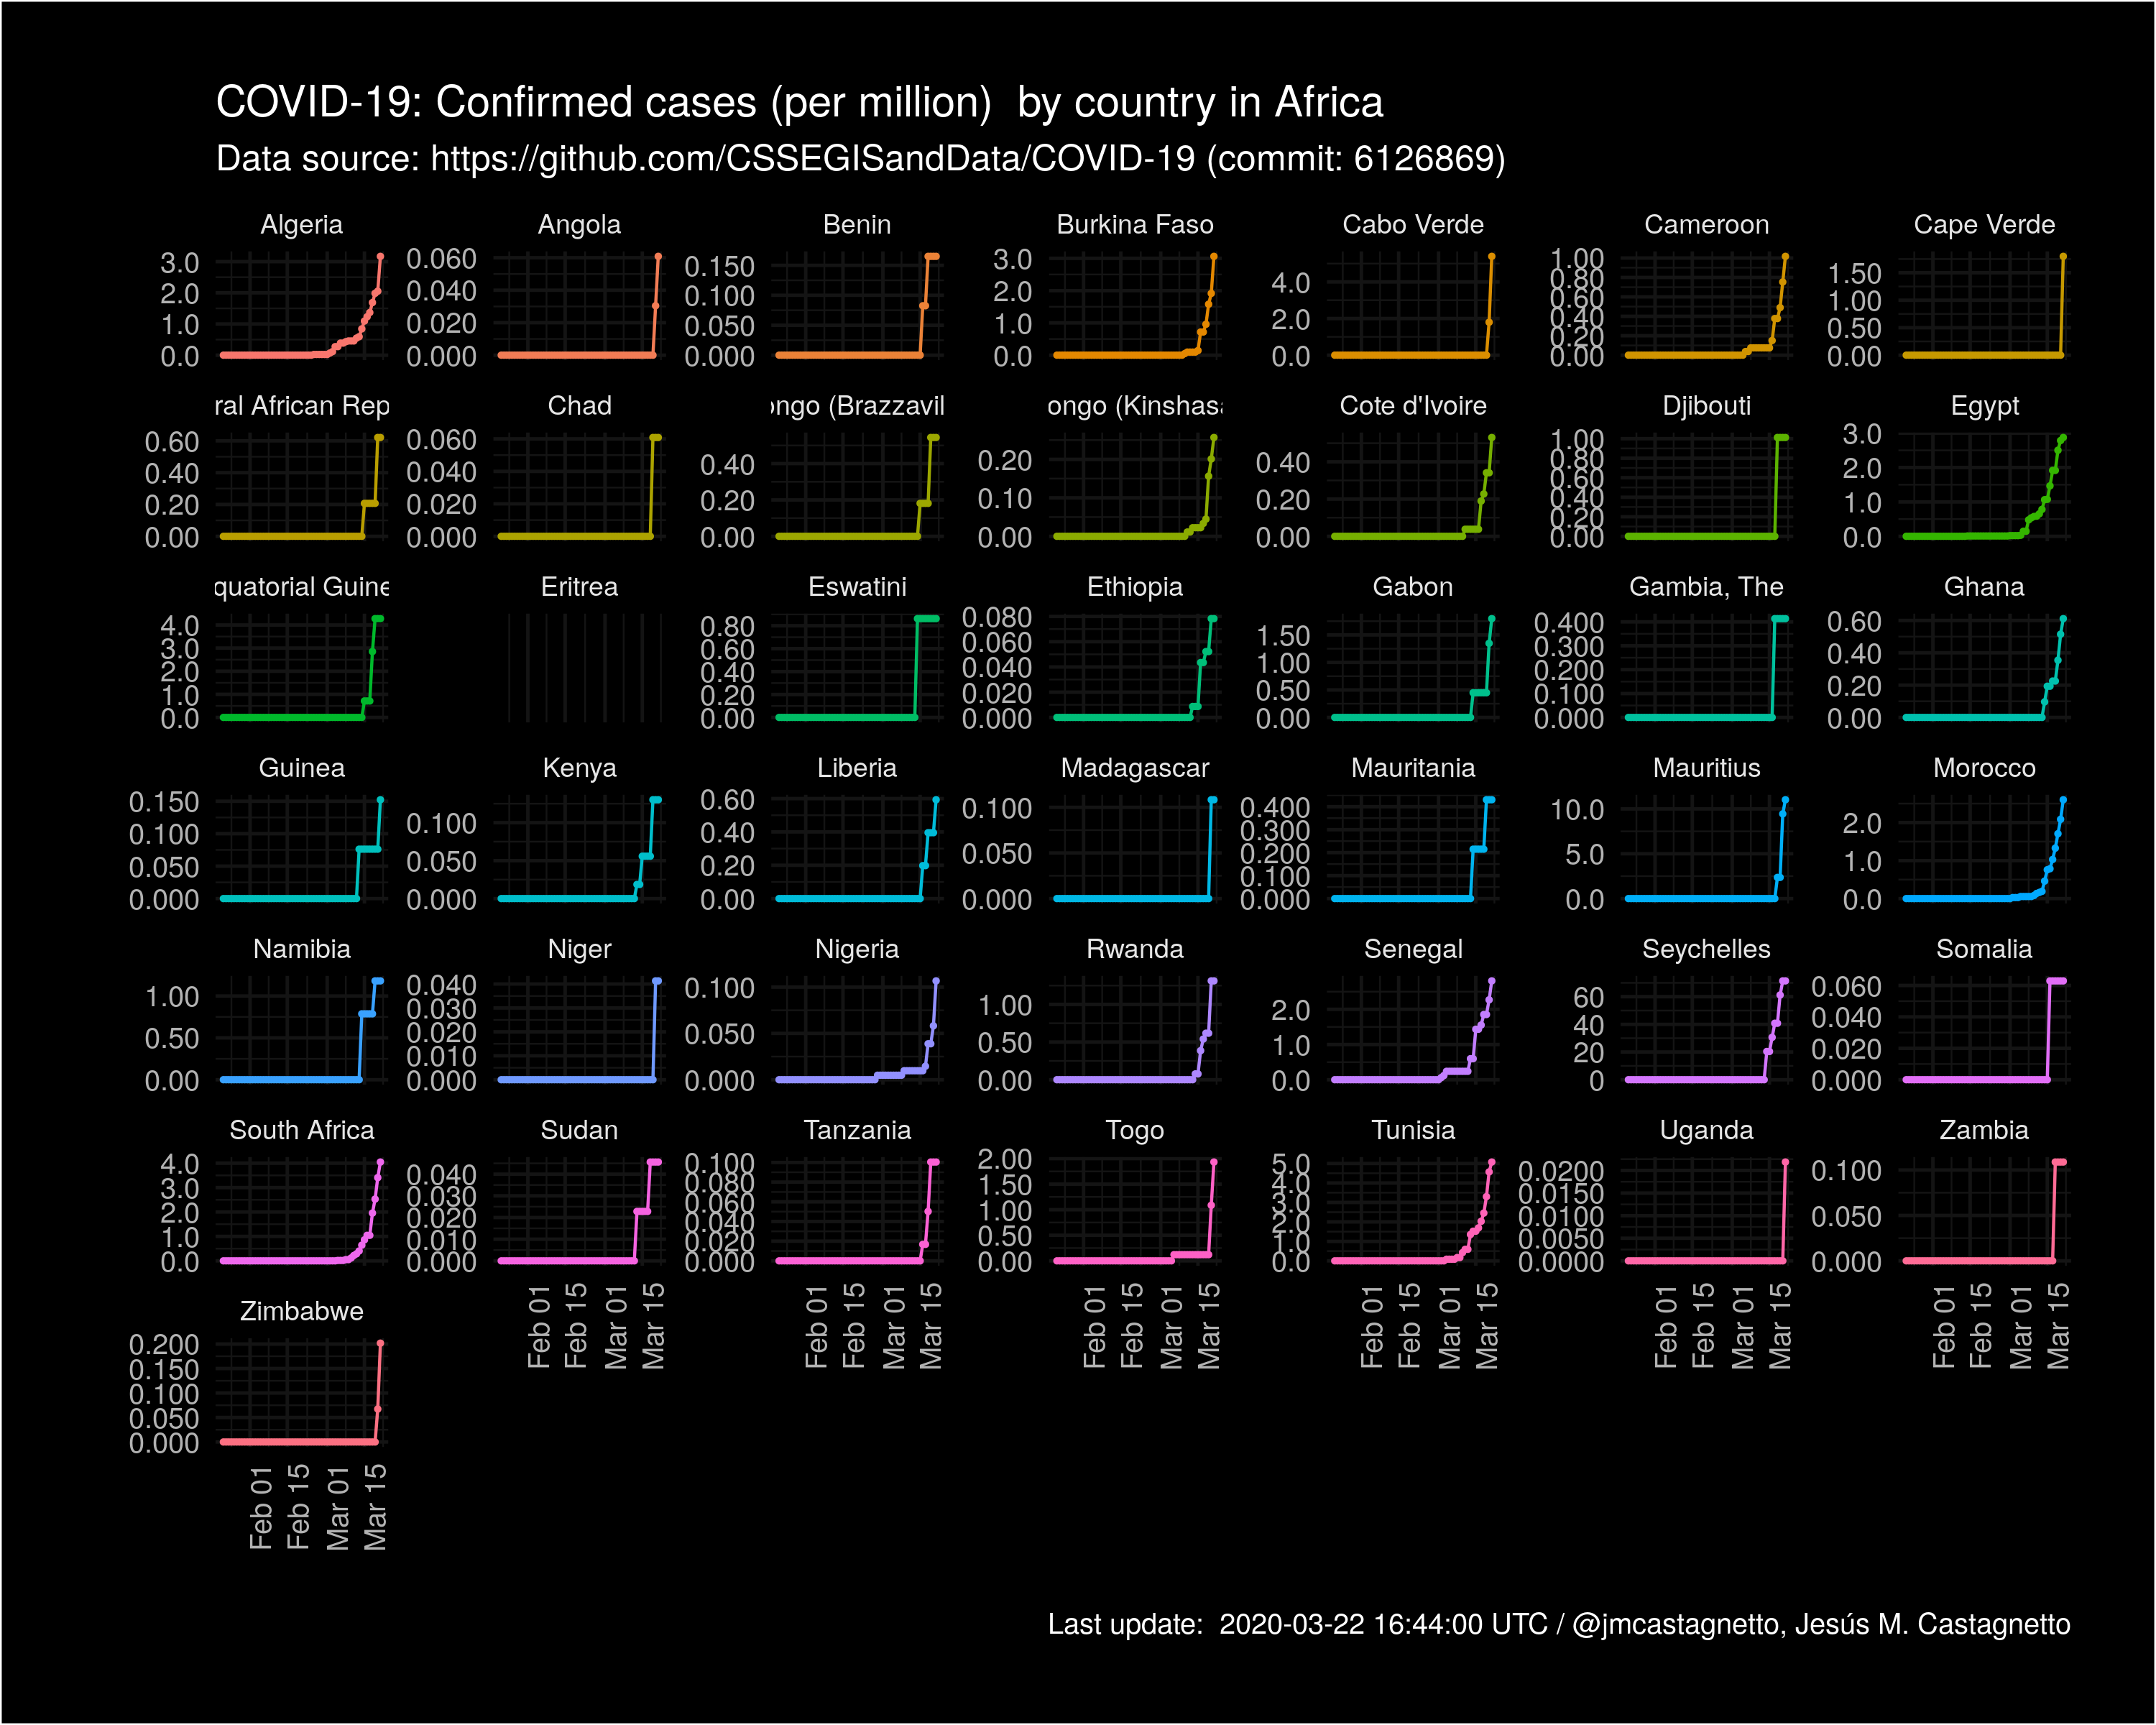 COVID-19: Confirmed cases (per million)  by country in Africa
Data source: https://github.com/CSSEGISandData/COVID-19 (commit: 6126869)
Algeria
3.0
2.0
1.0
0.0
Angola
0.060
0.040
0.020
0.000
Benin
0.150
0.100
0.050
0.000
Burkina Faso
3.0
2.0
1.0
0.0
Cabo Verde
4.0
2.0
0.0
Cameroon
1.00
0.80
0.60
0.40
0.20
0.00
Cape Verde
1.50
1.00
0.50
0.00
ral African Rep
0.60
0.40
0.20
0.00
Chad
0.060
0.040
0.020
0.000
ongo (Brazzavil
0.40
0.20
0.00
ongo (Kinshasa
0.20
0.10
0.00
Cote d'Ivoire
0.40
0.20
0.00
Djibouti
1.00
0.80
0.60
0.40
0.20
0.00
Egypt
3.0
2.0
1.0
0.0
quatorial Guine
4.0
3.0
2.0
1.0
0.0
Eritrea
Eswatini
0.80
0.60
0.40
0.20
0.00
Ethiopia
0.080
0.060
0.040
0.020
0.000
Gabon
1.50
1.00
0.50
0.00
Gambia, The
0.400
0.300
0.200
0.100
0.000
Ghana
0.60
0.40
0.20
0.00
Guinea
0.150
0.100
0.050
0.000
Kenya
0.100
0.050
0.000
Liberia
0.60
0.40
0.20
0.00
Madagascar
0.100
0.050
0.000
Mauritania
0.400
0.300
0.200
0.100
0.000
Mauritius
10.0
5.0
0.0
Morocco
2.0
1.0
0.0
Namibia
1.00
0.50
0.00
Niger
0.040
0.030
0.020
0.010
0.000
Nigeria
0.100
0.050
0.000
Rwanda
1.00
0.50
0.00
Senegal
2.0
1.0
0.0
Seychelles
60
40
20
0
Somalia
0.060
0.040
0.020
0.000
South Africa
4.0
3.0
2.0
1.0
0.0
Sudan
0.040
0.030
0.020
0.010
0.000
Feb 01
Feb 15
Mar 01
Mar 15
Tanzania
0.100
0.080
0.060
0.040
0.020
0.000
Feb 01
Feb 15
Mar 01
Mar 15
Togo
2.00
1.50
1.00
0.50
0.00
Feb 01
Feb 15
Mar 01
Mar 15
Tunisia
5.0
4.0
3.0
2.0
1.0
0.0
Feb 01
Feb 15
Mar 01
Mar 15
Uganda
0.0200
0.0150
0.0100
0.0050
0.0000
Feb 01
Feb 15
Mar 01
Mar 15
Zambia
0.100
0.050
0.000
Feb 01
Feb 15
Mar 01
Mar 15
Zimbabwe
0.200
0.150
0.100
0.050
0.000
Feb 01
Feb 15
Mar 01
Mar 15
Last update:  2020-03-22 16:44:00 UTC / @jmcastagnetto, Jesús M. Castagnetto